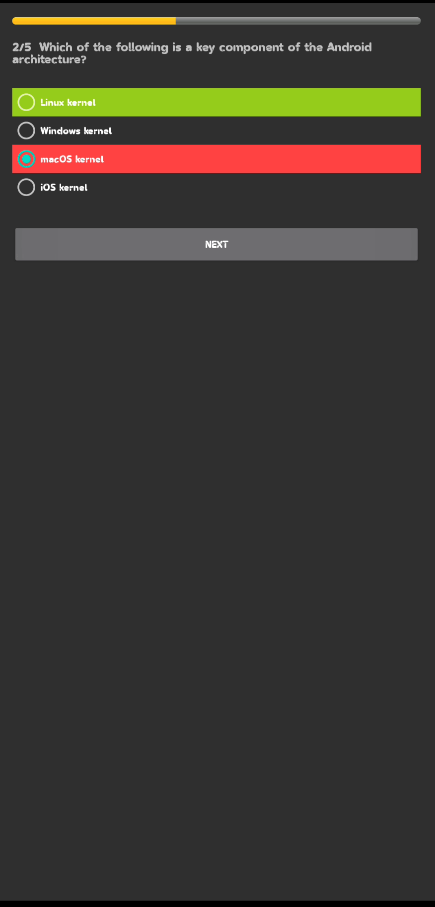 2/5 Which of the following is a key component of the Android
architecture?
Linux kernel
Windows kernel
macOS kernel
iOS kernel
NEXT